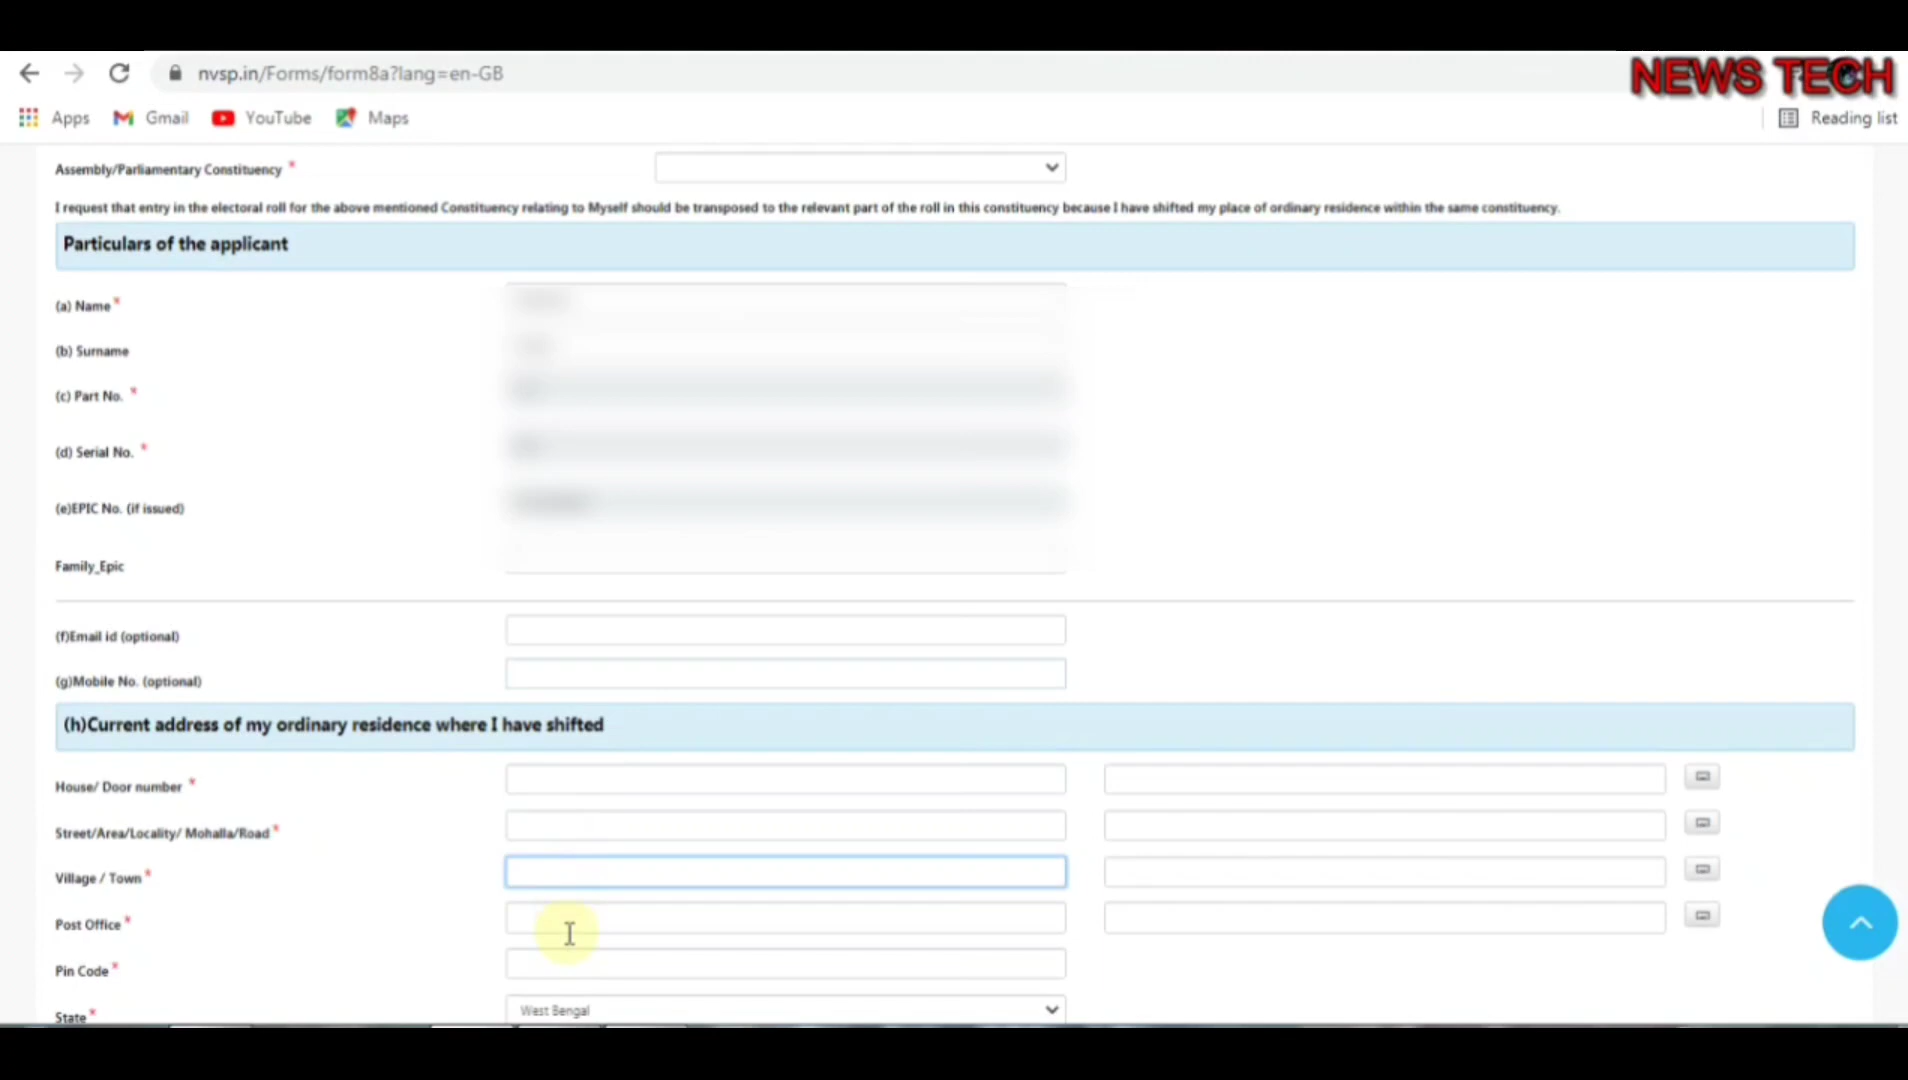 nvsp.in/Forms/form8a?lang=en-GB
NEWS TECH
Apps Gmail YouTube Maps Reading list
Assembly/Parliamentary Constituency *
I request that entry in the electoral roll for the above mentioned Constituency relating to Myself should be transposed to the relevant part of the roll in this constituency because I have shifted my place of ordinary residence within the same constituency.
Particulars of the applicant
(a) Name *
(b) Surname
(c) Part No. *
(d) Serial No. *
(e)EPIC No. (if issued)
Family_Epic
(f)Email id (optional)
(g)Mobile No. (optional)
(h)Current address of my ordinary residence where I have shifted
House/ Door number *
Street/Area/Locality/ Mohalla/Road *
Village / Town *
Post Office *
Pin Code *
State * West Bengal